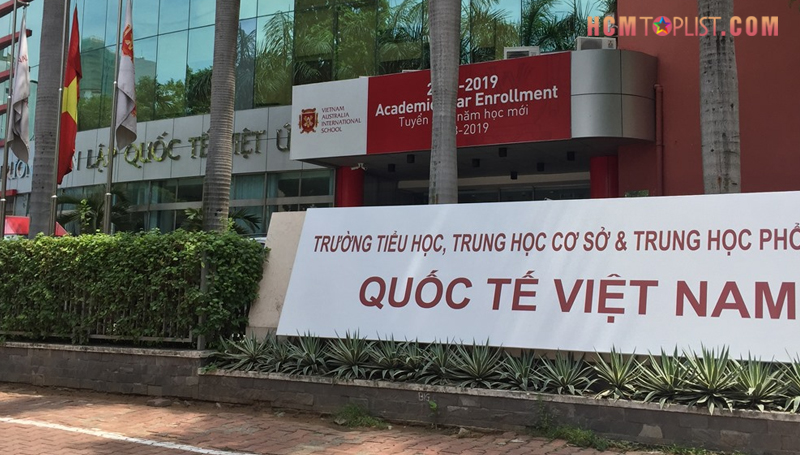 HCMTOPLIST.COM
VIETNAM
AUSTRALIA
INTERNATIONAL
SCHOOL
-2019
Academic Enrollment
Tuyển năm học mới
-2019
LẬP QUỐC TẾ VIỆT
TRƯỜNG TIỂU HỌC, TRUNG HỌC CƠ SỞ & TRUNG HỌC PHỔ
QUỐC TẾ VIỆT NAM